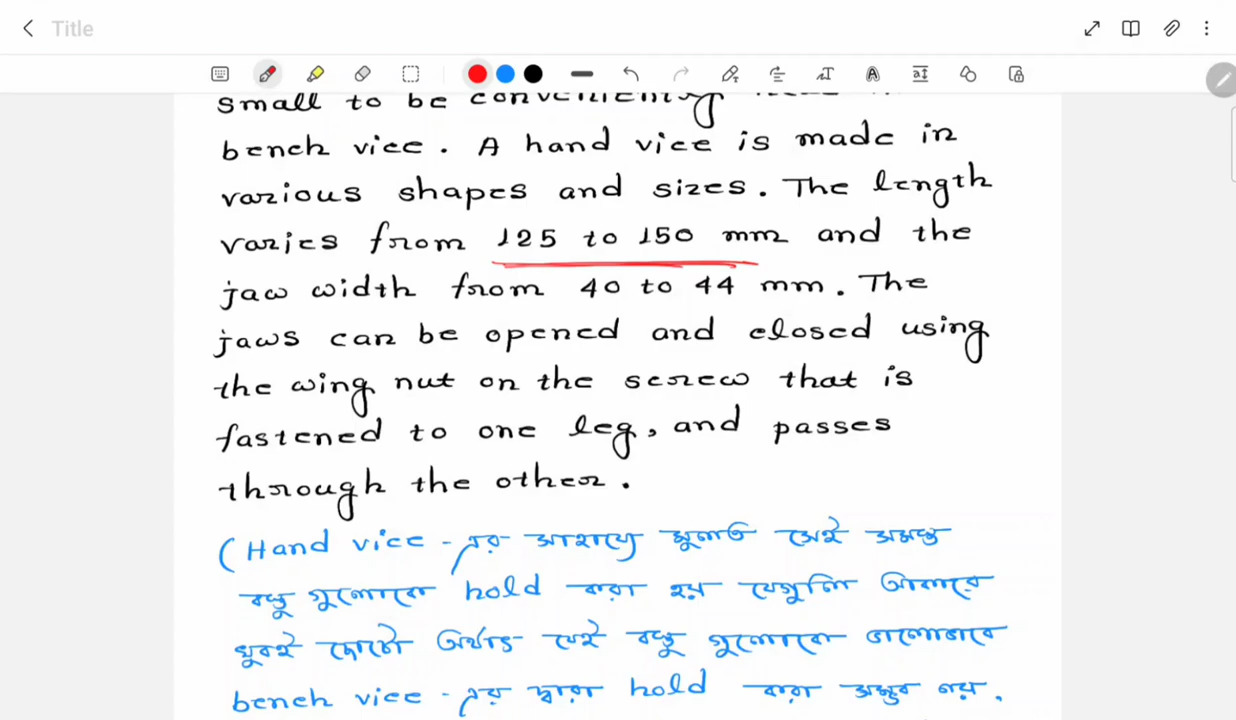 Title
small to be conveniently
bench vice. A hand vice is made in
various shapes and sizes. The length
varies from 125 to 150 mm and the
jaw width from 40 to 44 mm. The
jaws can be opened and closed using
the wing nut on the screw that is
fastened to one leg, and passes
through the other.
(Hand vice-এর সাহায্যে মূলত সেই সমস্ত
বস্তু গুলোকে hold করা হয় যেগুলি আকারে
খুবই ছোটো অর্থাৎ যেই বস্তু গুলোকে ভালোভাবে
bench vice-এর দ্বারা hold করা সম্ভব নয়.